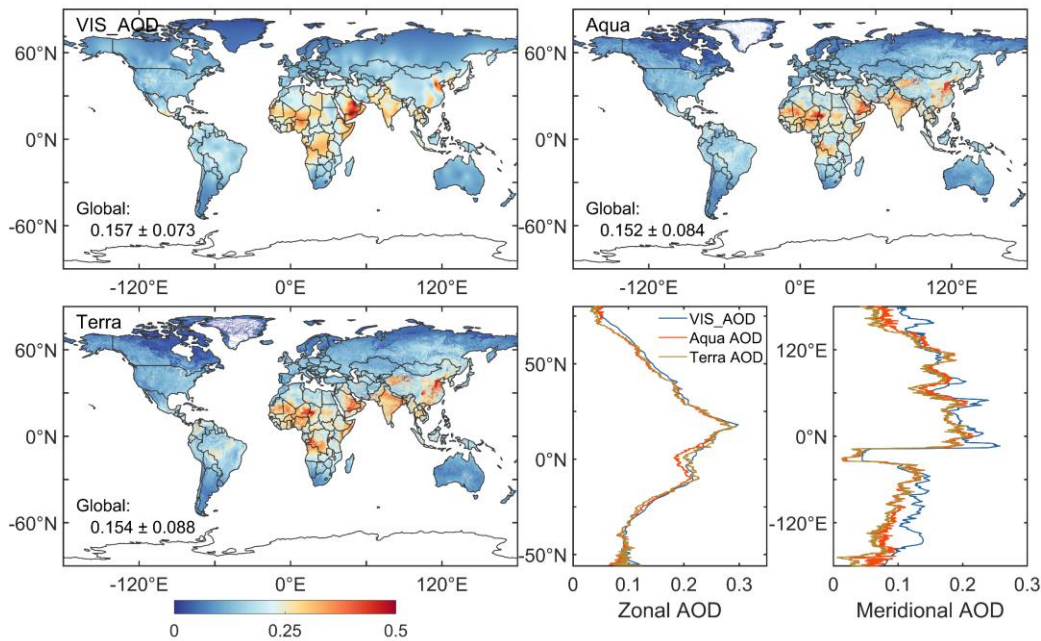 VIS_AOD
60°N
0°N
-60°N
Global:
0.157 ± 0.073
-120°E
0°E
120°E
Aqua
60°N
0°N
-60°N
Global:
0.152 ± 0.084
-120°E
0°E
120°E
Terra
60°N
0°N
-60°N
Global:
0.154 ± 0.088
-120°E
0°E
120°E
0
0.25
0.5
VIS_AOD
Aqua AOD
Terra AOD
50°N
0°N
-50°N
0
0.1
0.2
0.3
Zonal AOD
120°E
0°E
-120°E
0
0.1
0.2
0.3
Meridional AOD